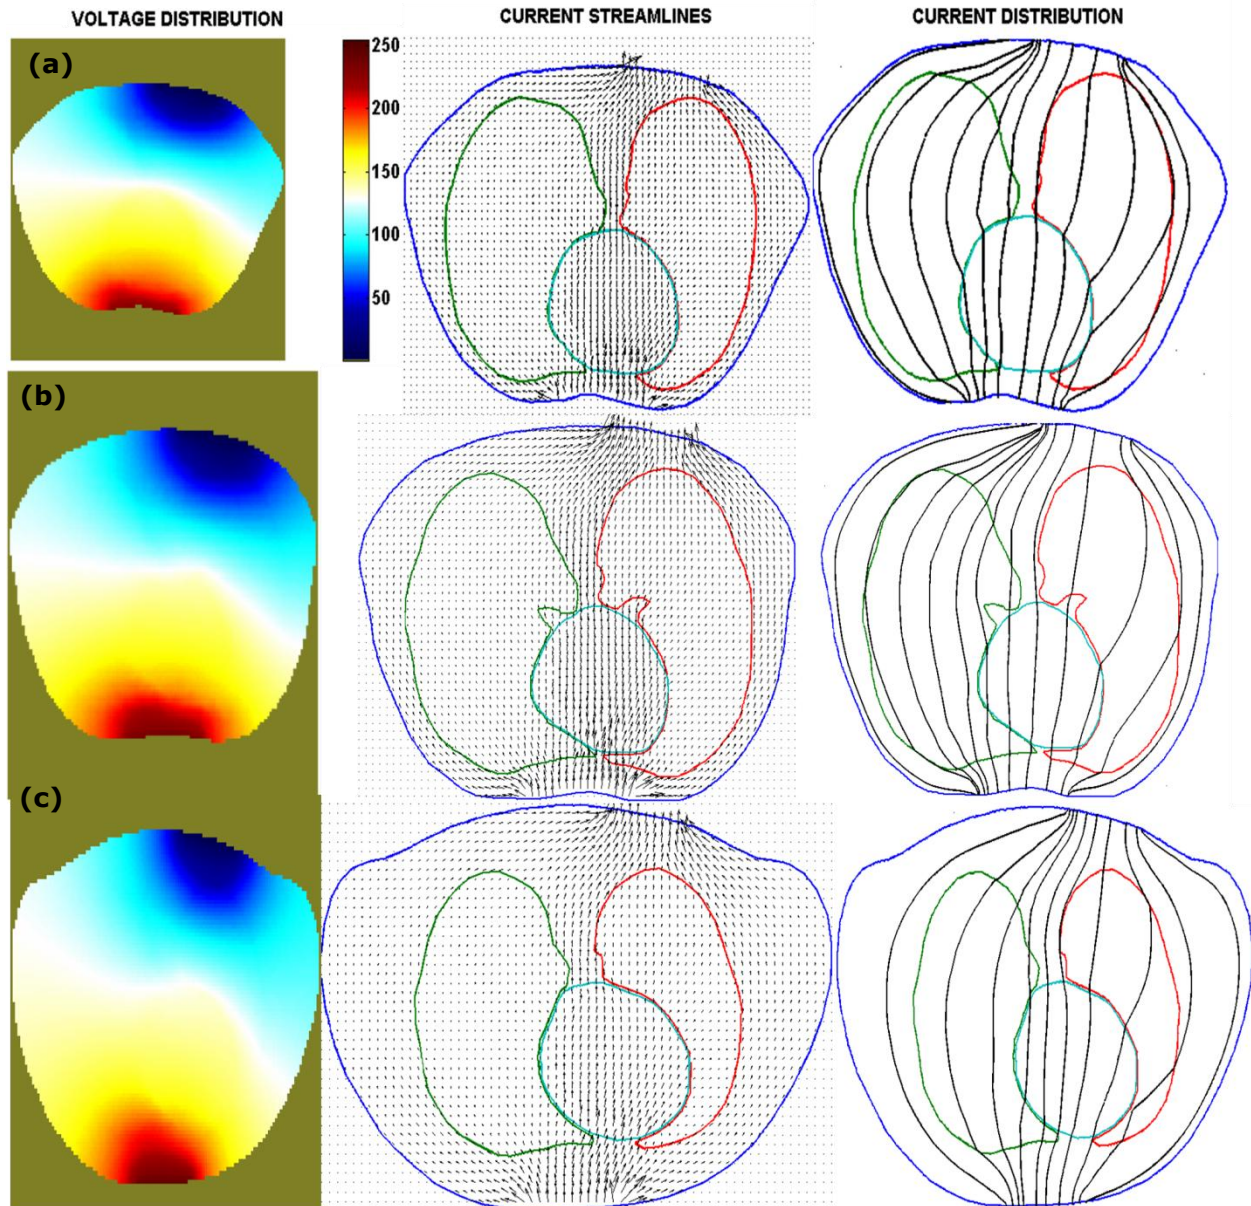 VOLTAGE DISTRIBUTION
CURRENT STREAMLINES
CURRENT DISTRIBUTION
(a)
250
200
150
100
50
(b)
(c)